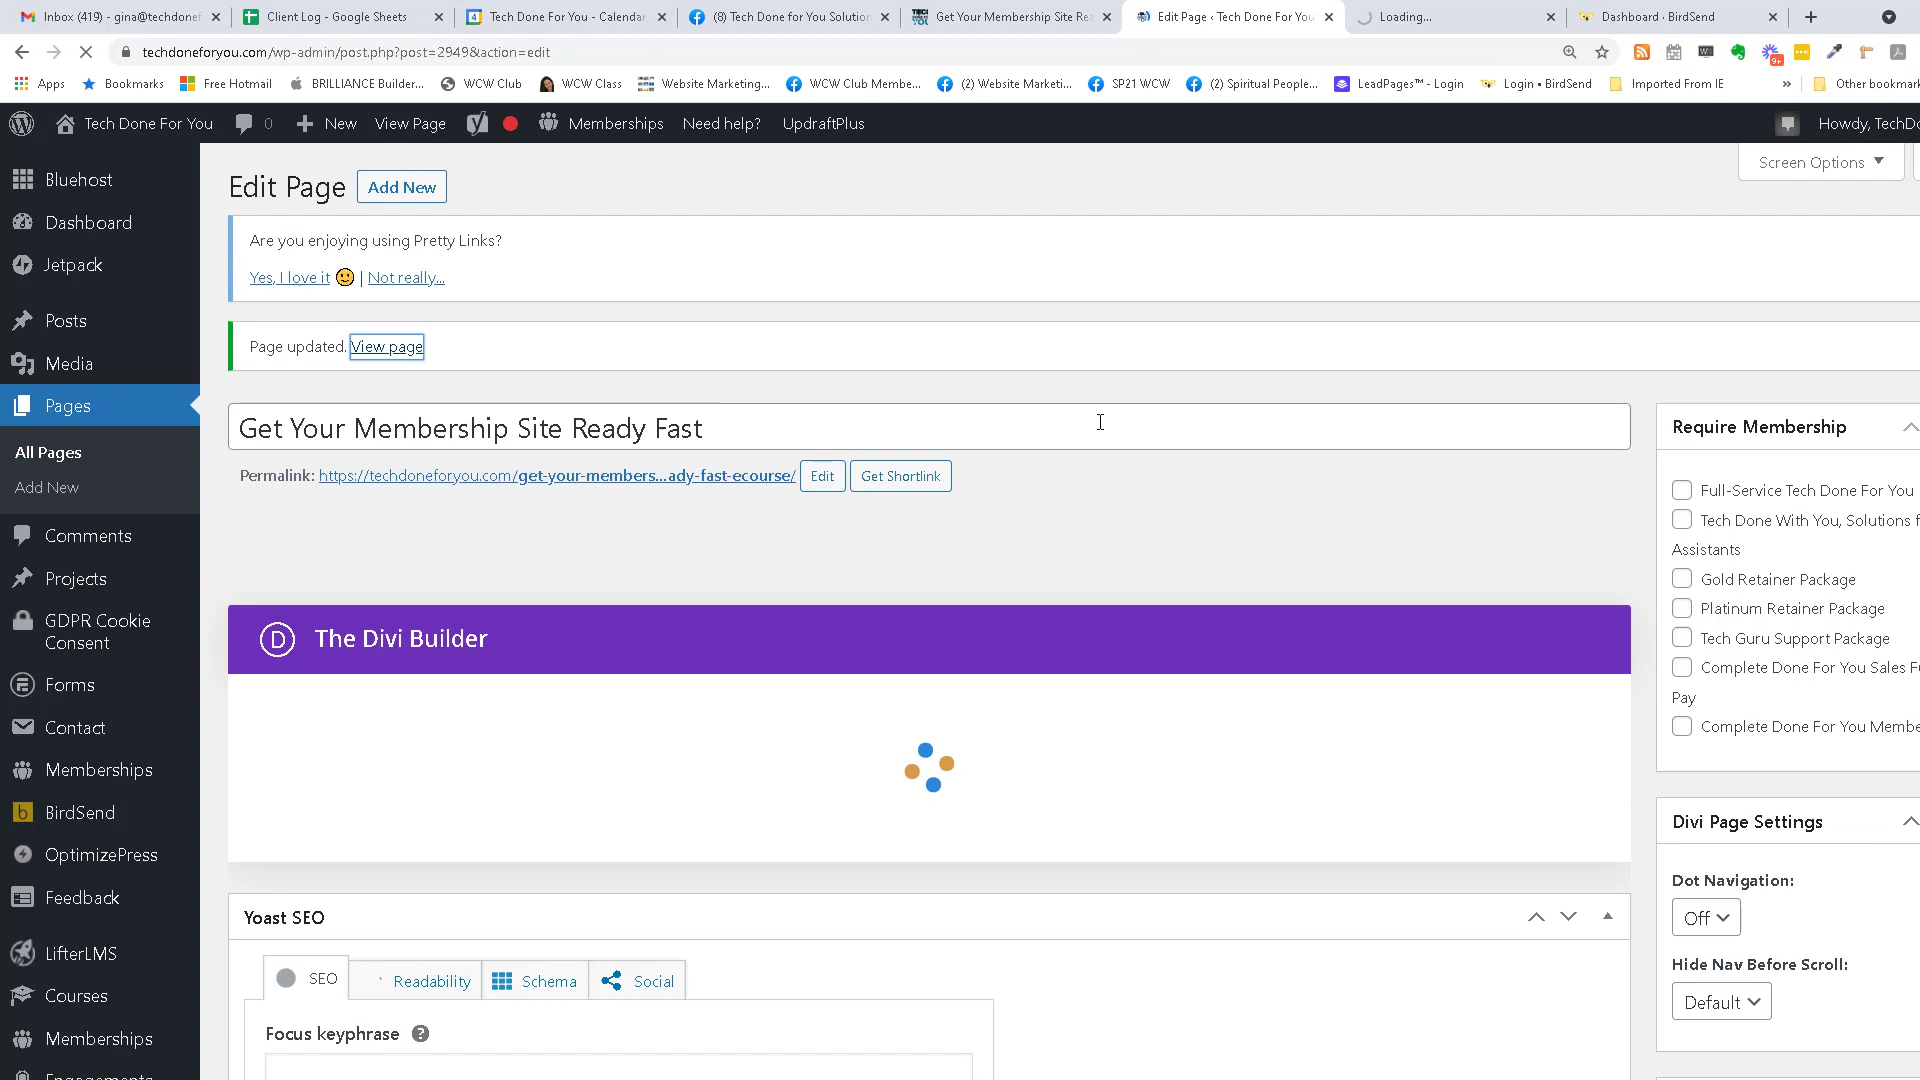 Inbox (419) - gina@techdonef
Client Log - Google Sheets
Tech Done For You - Calendar
(8) Tech Done for You Solution
Get Your Membership Site Rea
Edit Page ‹ Tech Done For You
Loading...
Dashboard · BirdSend
techdoneforyou.com/wp-admin/post.php?post=2949&action=edit
9+
Apps
Bookmarks
Free Hotmail
BRILLIANCE Builder...
WCW Club
WCW Class
Website Marketing...
WCW Club Membe...
(2) Website Marketi...
SP21 WCW
(2) Spiritual People...
LeadPages™ - Login
Login • BirdSend
Imported From IE
»
Other bookmark
Tech Done For You
0
New
View Page
Memberships
Need help?
UpdraftPlus
Howdy, TechDo
Screen Options
Bluehost
Dashboard
Jetpack
Posts
Media
Pages
All Pages
Add New
Comments
Projects
GDPR Cookie
Consent
Forms
Contact
Memberships
BirdSend
OptimizePress
Feedback
LifterLMS
Courses
Memberships
Engagements
Edit Page
Add New
Are you enjoying using Pretty Links?
Yes, I love it 🙂 | Not really...
Page updated. View page
Get Your Membership Site Ready Fast
Permalink: https://techdoneforyou.com/get-your-members...ady-fast-ecourse/
Edit
Get Shortlink
D
The Divi Builder
Yoast SEO
SEO
Readability
Schema
Social
Focus keyphrase
?
Require Membership
Full-Service Tech Done For You
Tech Done With You, Solutions f
Assistants
Gold Retainer Package
Platinum Retainer Package
Tech Guru Support Package
Complete Done For You Sales F
Pay
Complete Done For You Membe
Divi Page Settings
Dot Navigation:
Off
Hide Nav Before Scroll:
Default